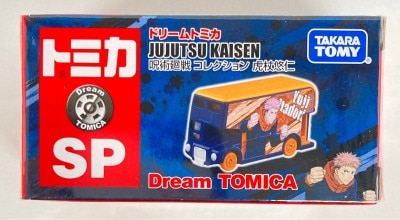 トミカ
Dream
TOMICA
SP
ドリームトミカ
JUJUTSU KAISEN
呪術廻戦 コレクション 虎杖悠仁
TAKARA
TOMY
Yuji
Itadori
Dream TOMICA